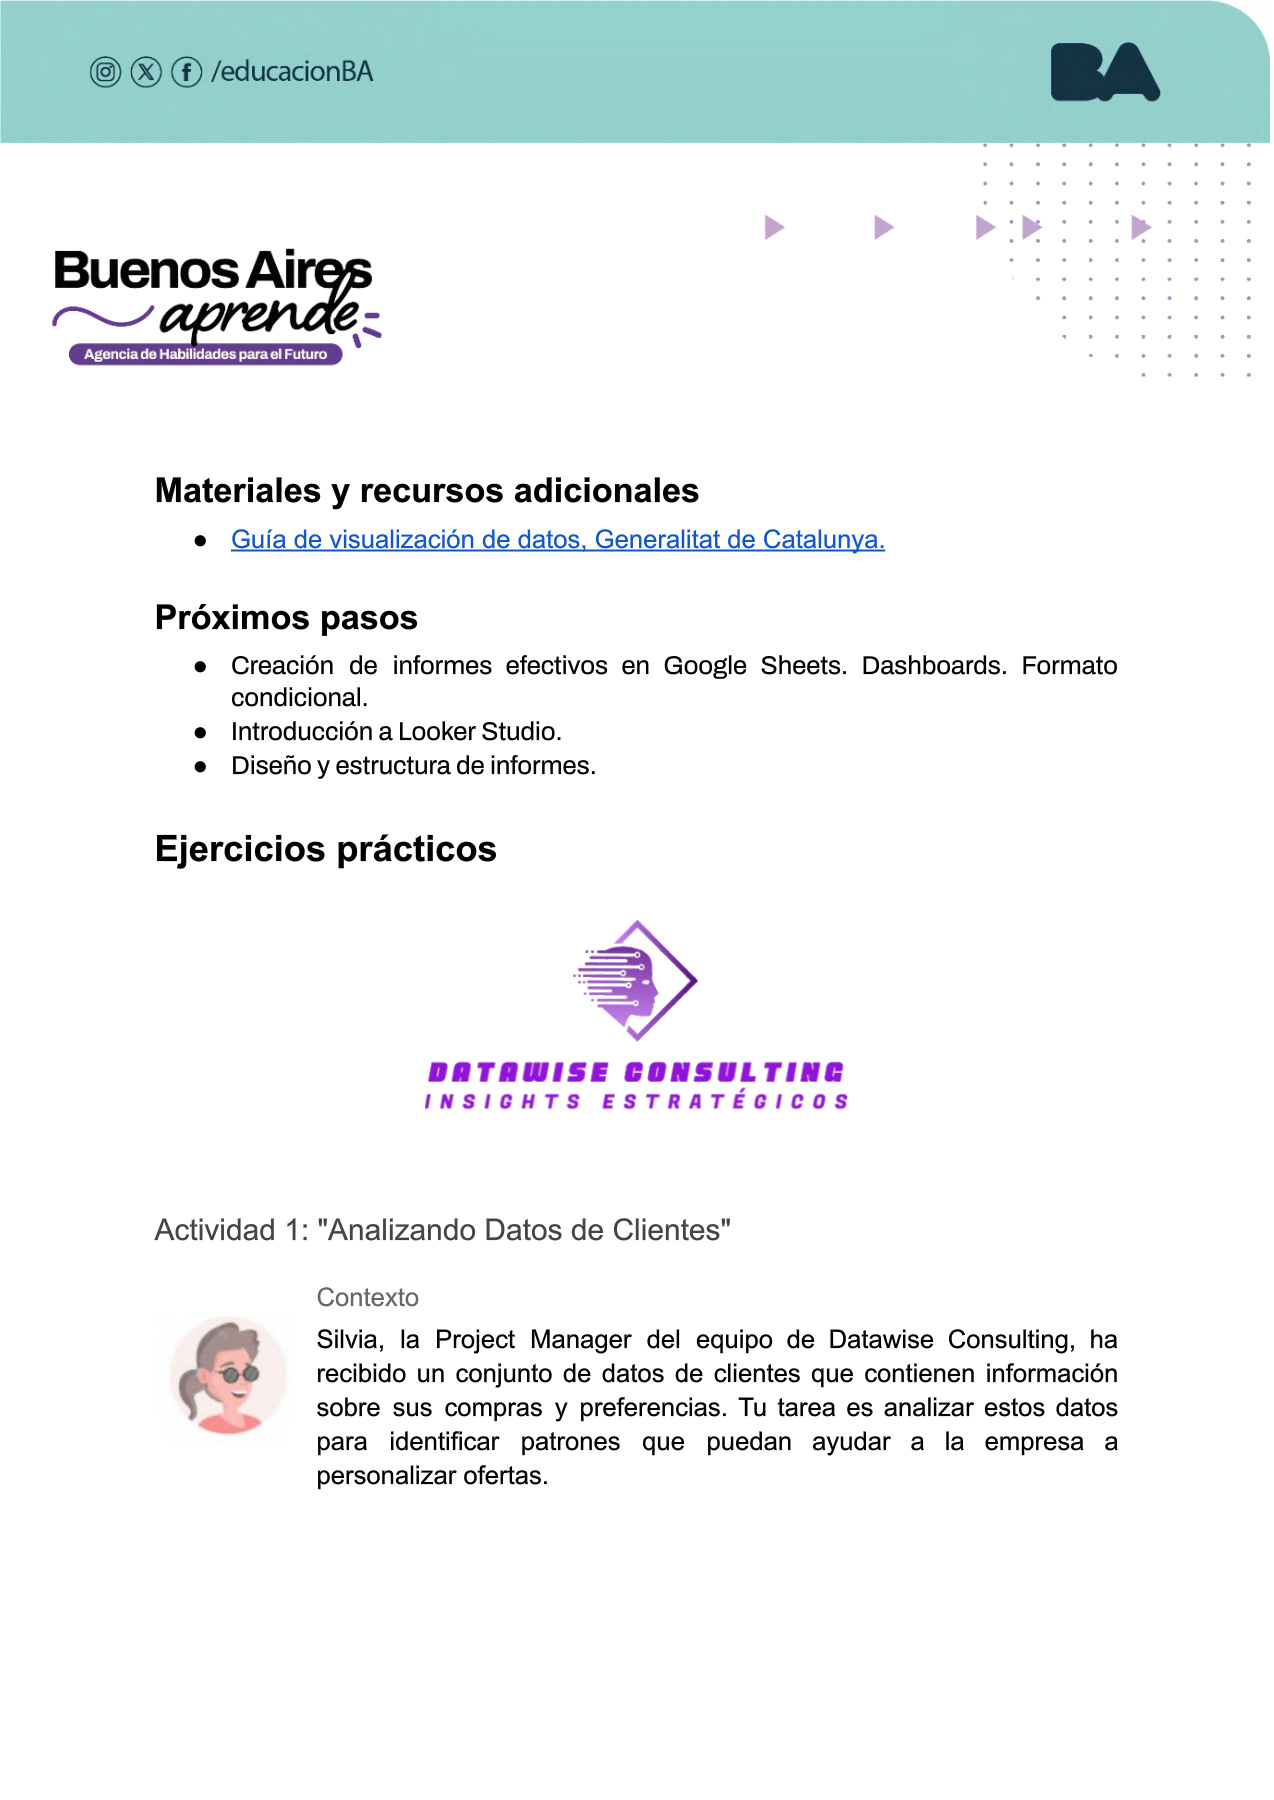 /educacionBA
BA
Buenos Aires
aprende
Agencia de Habilidades para el Futuro
Materiales y recursos adicionales
● Guía de visualización de datos, Generalitat de Catalunya.
Próximos pasos
● Creación de informes efectivos en Google Sheets. Dashboards. Formato
condicional.
● Introducción a Looker Studio.
● Diseño y estructura de informes.
Ejercicios prácticos
DATAWISE CONSULTING
INSIGHTS ESTRATÉGICOS
Actividad 1: "Analizando Datos de Clientes"
Contexto
Silvia, la Project Manager del equipo de Datawise Consulting, ha
recibido un conjunto de datos de clientes que contienen información
sobre sus compras y preferencias. Tu tarea es analizar estos datos
para identificar patrones que puedan ayudar a la empresa a
personalizar ofertas.